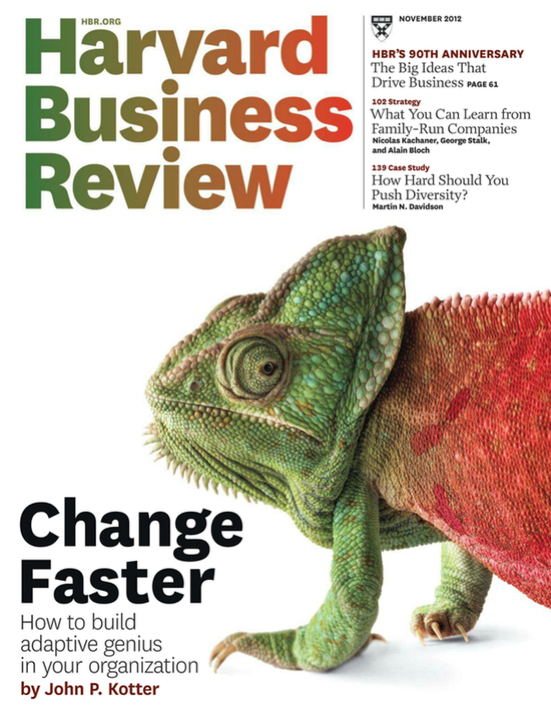 HBR.ORG
Harvard
Business
Review
NOVEMBER 2012
HBR'S 90TH ANNIVERSARY
The Big Ideas That
Drive Business PAGE 61
102 Strategy
What You Can Learn from
Family-Run Companies
Nicolas Kachaner, George Stalk,
and Alain Bloch
139 Case Study
How Hard Should You
Push Diversity?
Martin N. Davidson
Change
Faster
How to build
adaptive genius
in your organization
by John P. Kotter